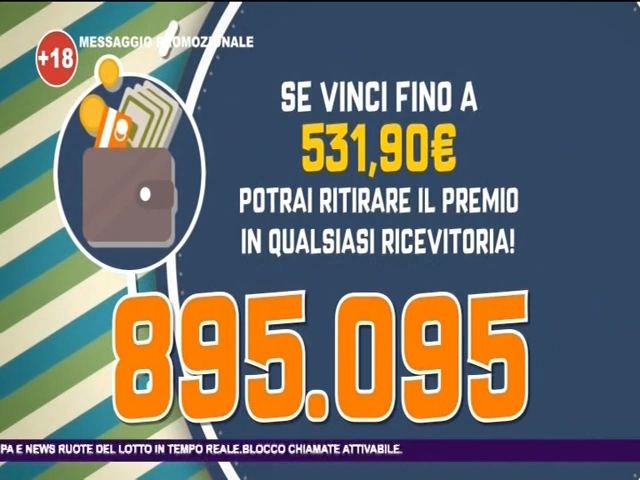 +18
MESSAGGIO PROMOZIONALE
SE VINCI FINO A
531,90€
POTRAI RITIRARE IL PREMIO
IN QUALSIASI RICEVITORIA!
895.095
PA E NEWS RUOTE DEL LOTTO IN TEMPO REALE.BLOCCO CHIAMATE ATTIVABILE.